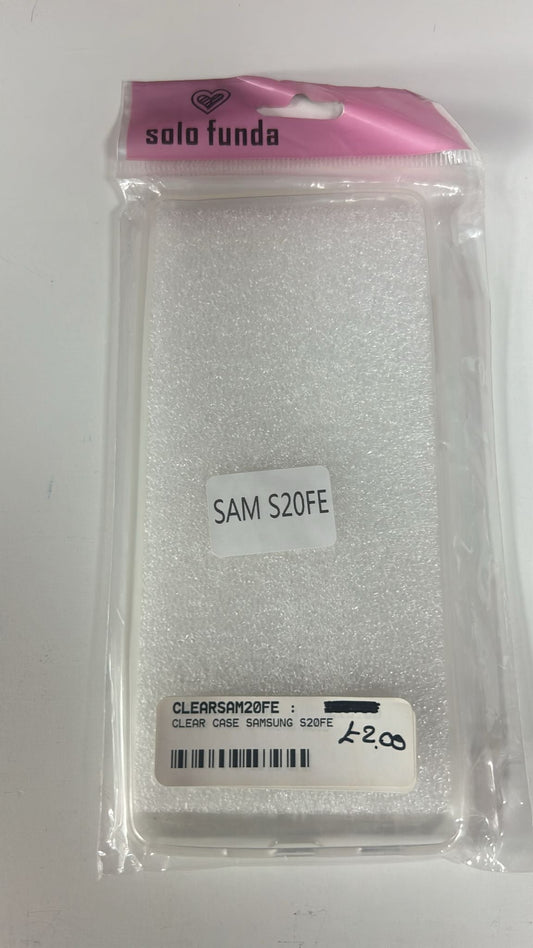 solo funda
SAM S20FE
CLEARSAM20FE :
CLEAR CASE SAMSUNG S20FE
£2.00